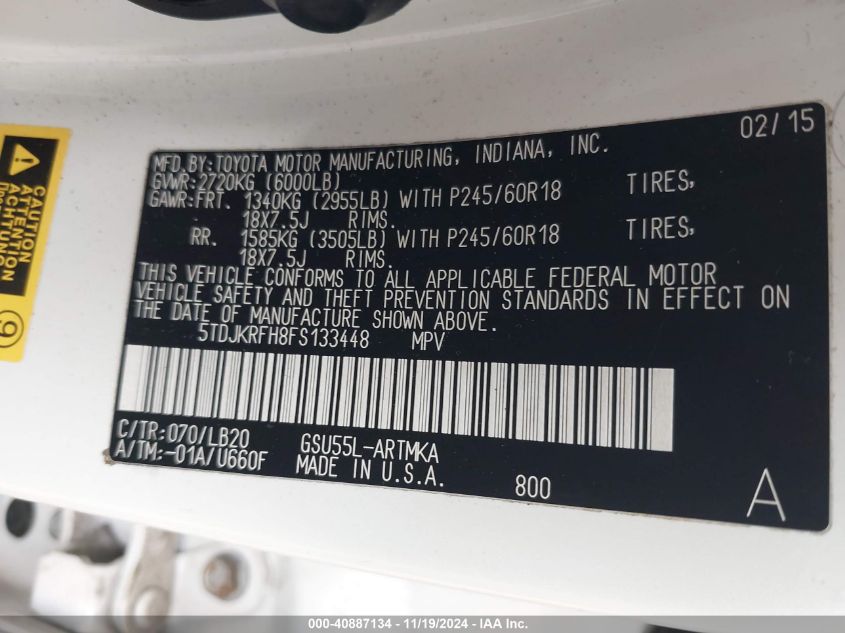 02/15
MFD.BY:TOYOTA MOTOR MANUFACTURING, INDIANA, INC.
GVWR:2720KG (6000LB)
GAWR:FRT. 1340KG (2955LB) WITH P245/60R18 TIRES,
18X7.5J RIMS.
RR. 1585KG (3505LB) WITH P245/60R18 TIRES,
18X7.5J RIMS.
THIS VEHICLE CONFORMS TO ALL APPLICABLE FEDERAL MOTOR
VEHICLE SAFETY AND THEFT PREVENTION STANDARDS IN EFFECT ON
THE DATE OF MANUFACTURE SHOWN ABOVE.
5TDJKRFH8FS133448 MPV
C/TR:070/LB20 GSU55L-ARTMKA
A/TM:-01A/U660F MADE IN U.S.A. 800 A
CAUTION
ATTENTION
ACHTUNG
9
000-40887134 - 11/19/2024 - IAA Inc.